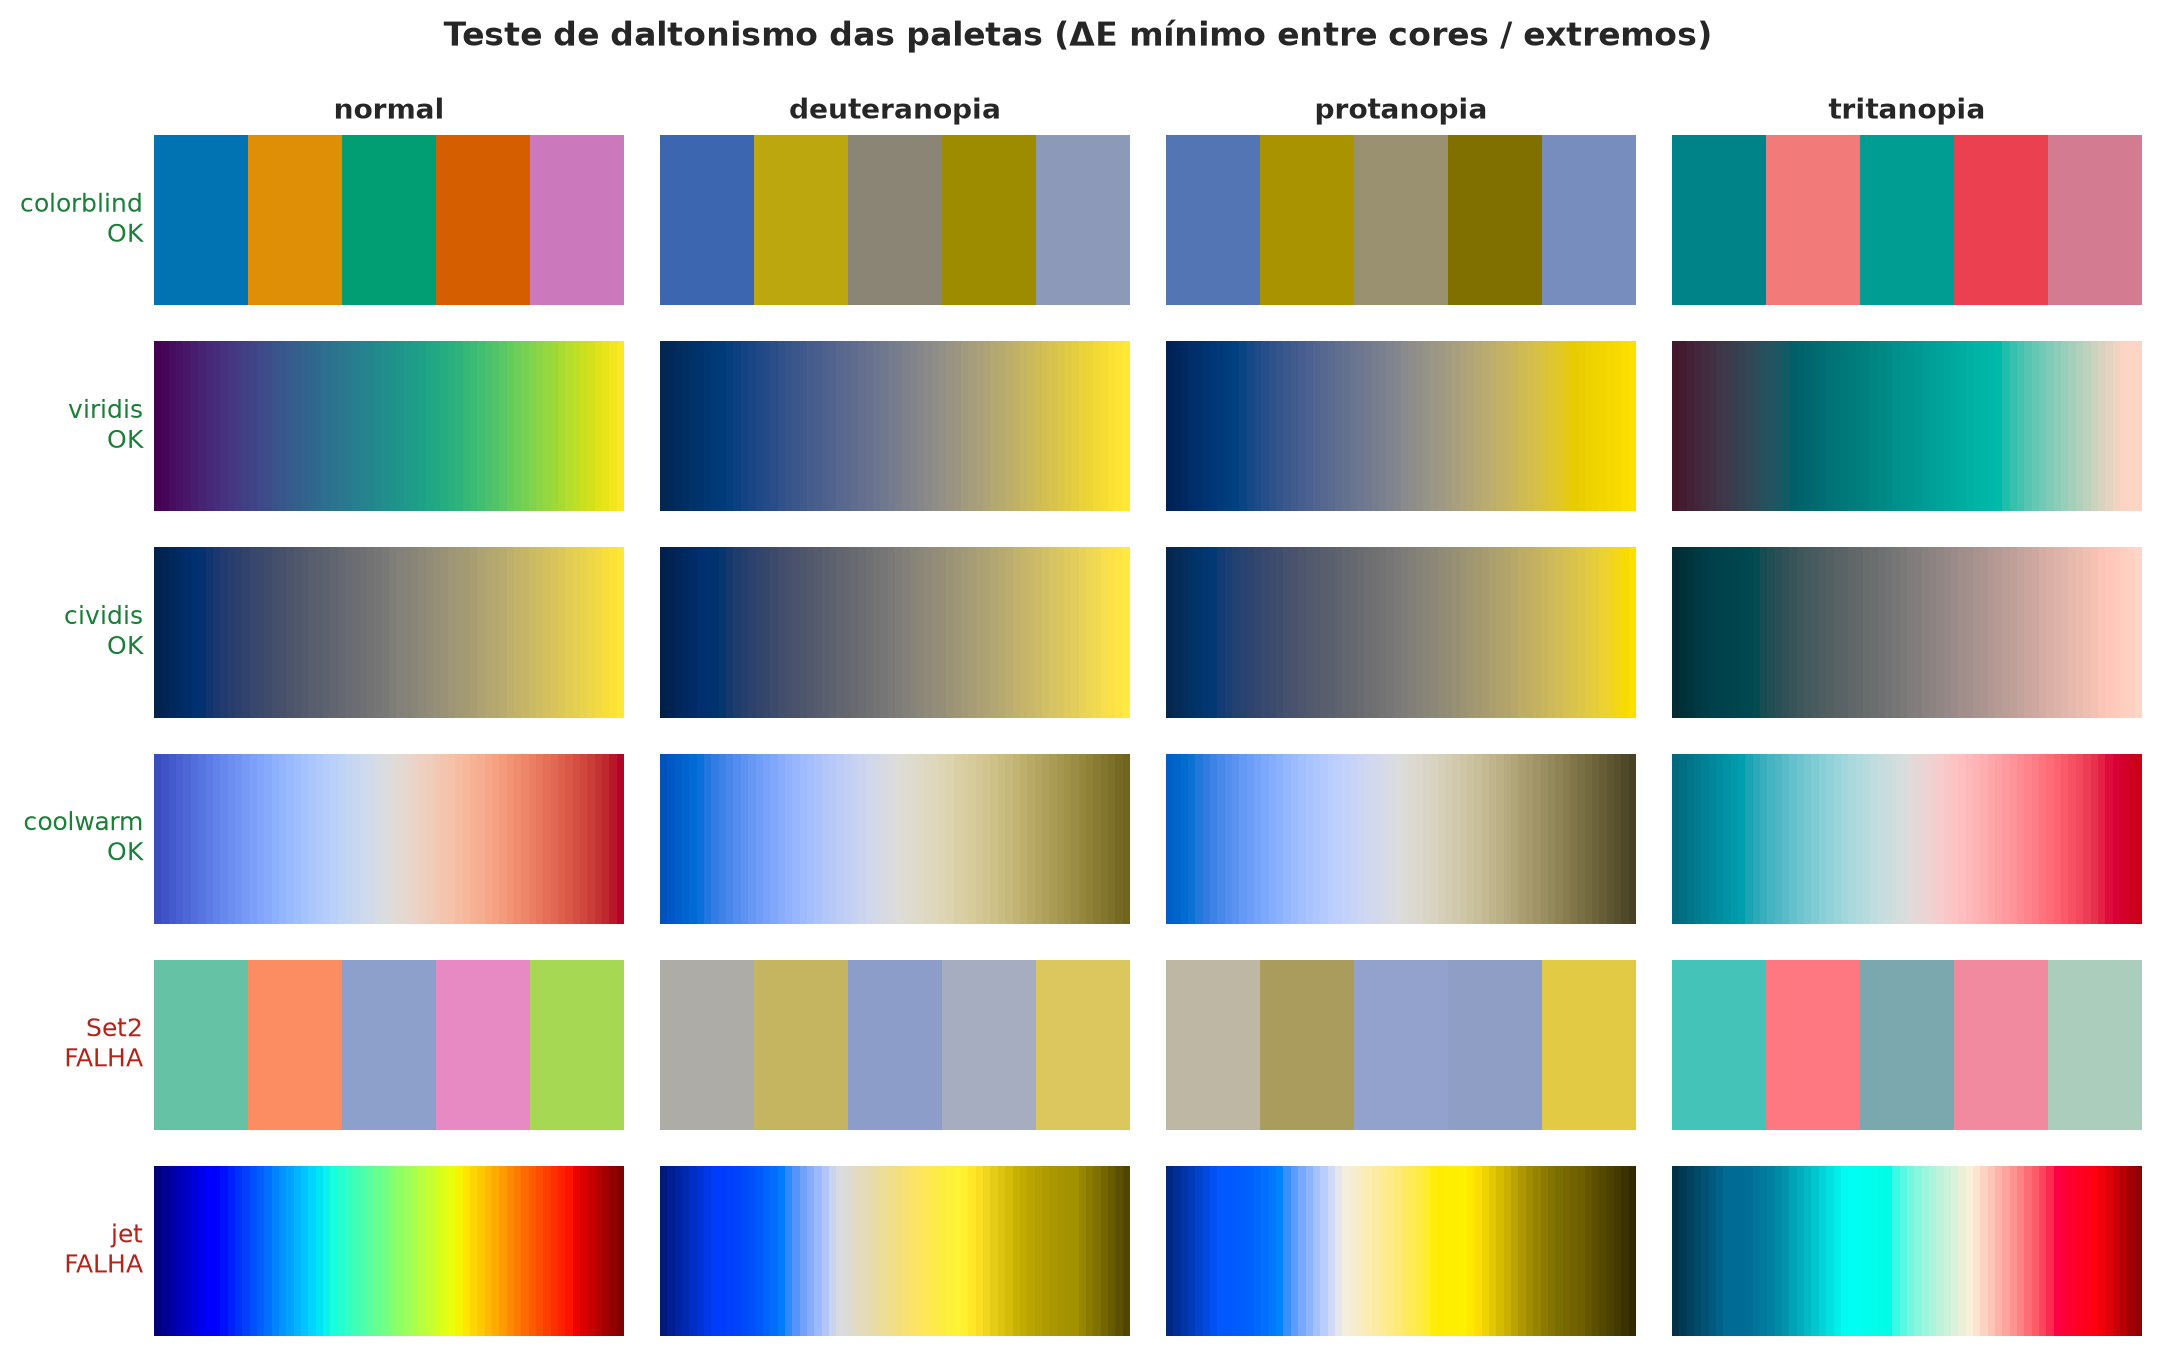 Teste de daltonismo das paletas (ΔE mínimo entre cores / extremos)
normal
deuteranopia
protanopia
tritanopia
colorblind
OK
viridis
OK
cividis
OK
coolwarm
OK
Set2
FALHA
jet
FALHA